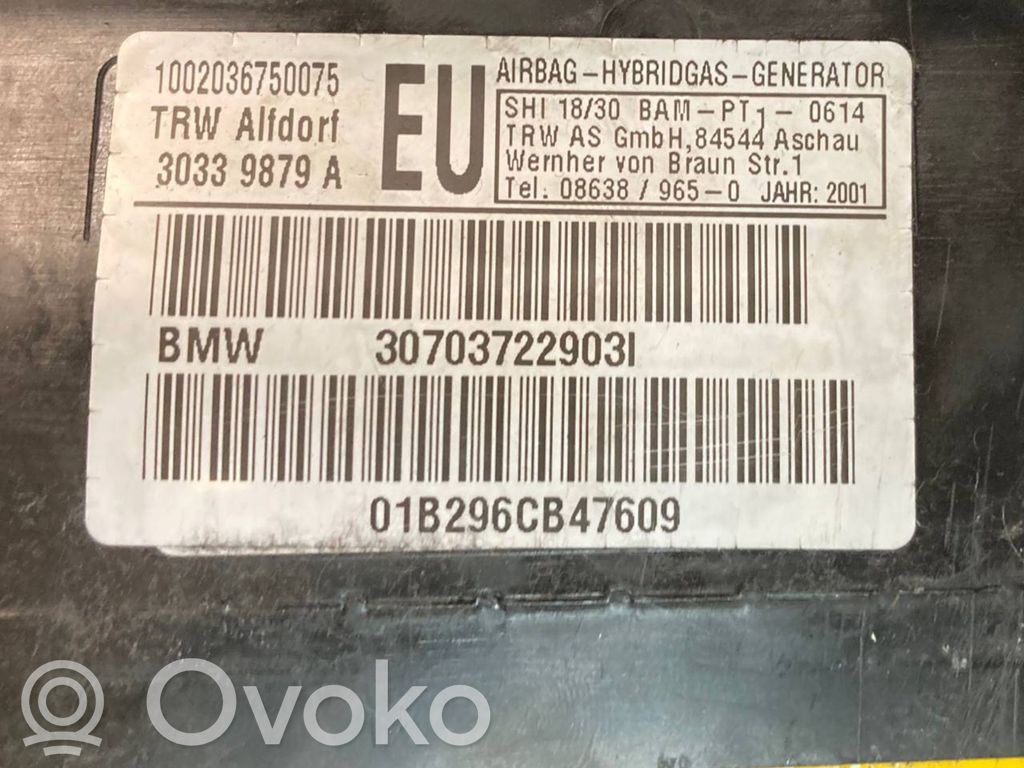 1002036750075
TRW Alfdorf
3033 9879 A
EU
AIRBAG-HYBRIDGAS-GENERATOR
SHI 18/30 BAM-PT1-0614
TRW AS GmbH,84544 Aschau
Wernher von Braun Str.1
Tel. 08638 / 965-0 JAHR: 2001
BMW 30703722903I
01B296CB47609
Ovoko